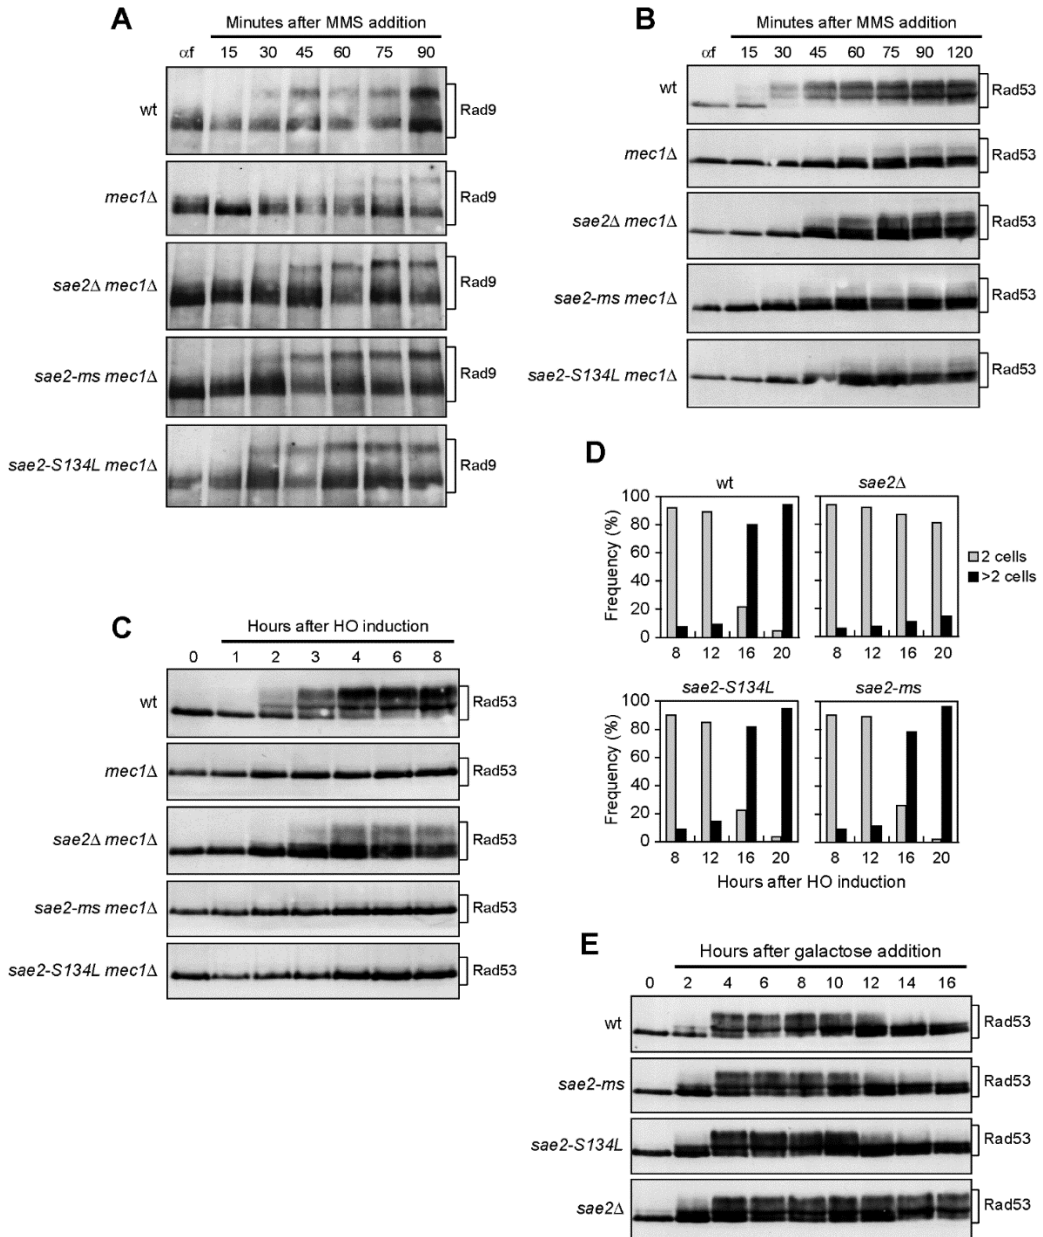 A
Minutes after MMS addition
αf 15 30 45 60 75 90
wt
Rad9
mec1Δ
Rad9
sae2Δ mec1Δ
Rad9
sae2-ms mec1Δ
Rad9
sae2-S134L mec1Δ
Rad9
B
Minutes after MMS addition
αf 15 30 45 60 75 90 120
wt
Rad53
mec1Δ
Rad53
sae2Δ mec1Δ
Rad53
sae2-ms mec1Δ
Rad53
sae2-S134L mec1Δ
Rad53
C
Hours after HO induction
0 1 2 3 4 6 8
wt
Rad53
mec1Δ
Rad53
sae2Δ mec1Δ
Rad53
sae2-ms mec1Δ
Rad53
sae2-S134L mec1Δ
Rad53
D
wt
sae2Δ
Frequency (%)
100
80
60
40
20
0
8 12 16 20
8 12 16 20
2 cells
>2 cells
sae2-S134L
sae2-ms
Frequency (%)
100
80
60
40
20
0
8 12 16 20
8 12 16 20
Hours after HO induction
E
Hours after galactose addition
0 2 4 6 8 10 12 14 16
wt
Rad53
sae2-ms
Rad53
sae2-S134L
Rad53
sae2Δ
Rad53